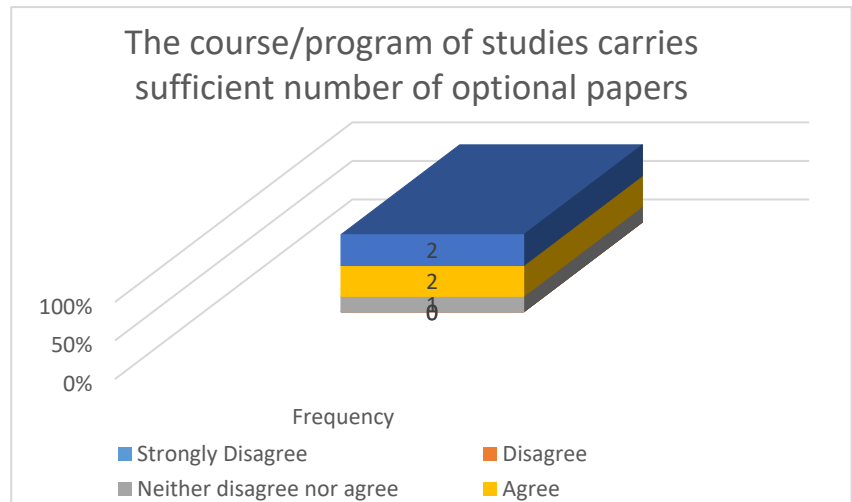 The course/program of studies carries
sufficient number of optional papers
2
2
1
0
100%
50%
0%
Frequency
Strongly Disagree
Disagree
Neither disagree nor agree
Agree